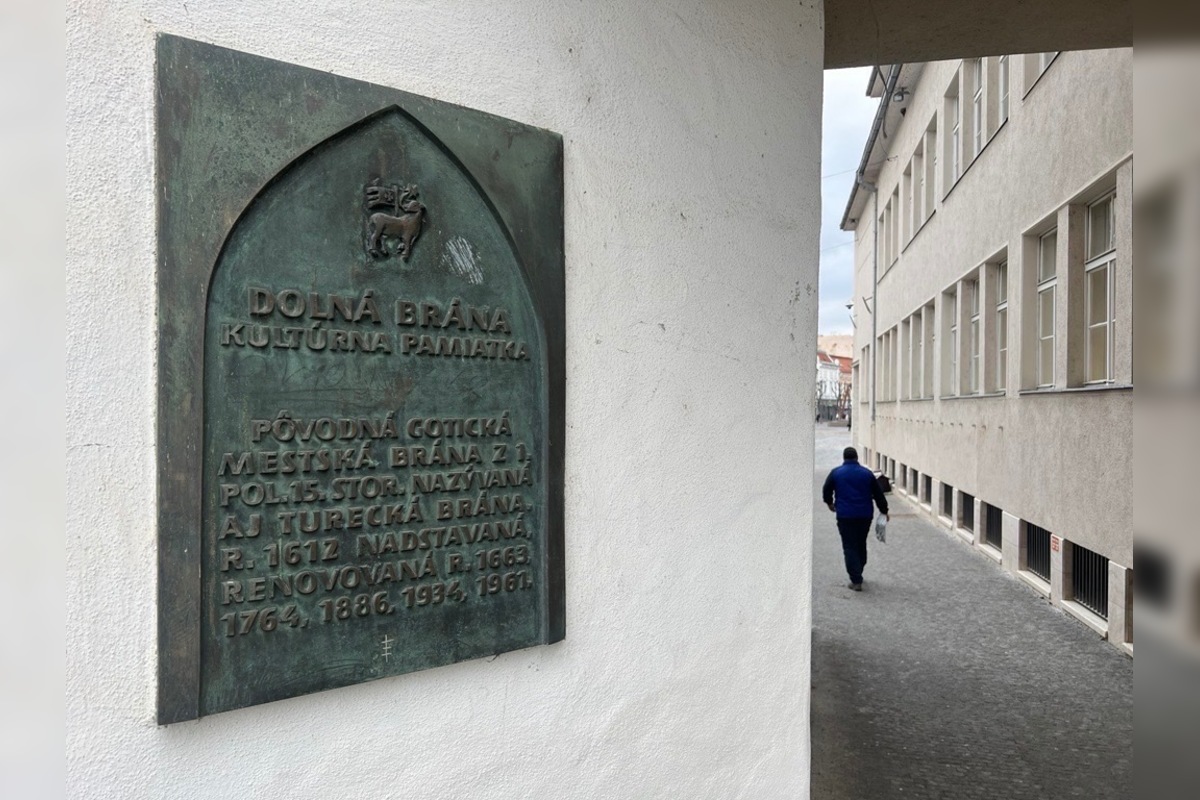 DOLNÁ BRÁNA
KULTÚRNA PAMIATKA
PÔVODNÁ GOTICKÁ
MESTSKÁ BRÁNA Z 1.
POL. 15. STOR. NAZÝVANÁ
AJ TURECKÁ BRÁNA.
R. 1612 NADSTAVANÁ,
RENOVOVANÁ R. 1663,
1764, 1886, 1934, 1961.